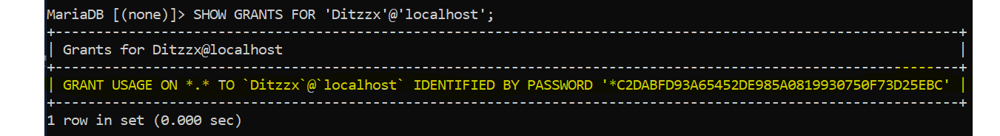 MariaDB [(none)]> SHOW GRANTS FOR 'Ditzzx'@'localhost';
+-----------------------------------------------------------------------------------------------------------------+
| Grants for Ditzzx@localhost                                                                                     |
+-----------------------------------------------------------------------------------------------------------------+
| GRANT USAGE ON *.* TO `Ditzzx`@`localhost` IDENTIFIED BY PASSWORD '*C2DABFD93A65452DE985A0819930750F73D25EBC' |
+-----------------------------------------------------------------------------------------------------------------+
1 row in set (0.000 sec)